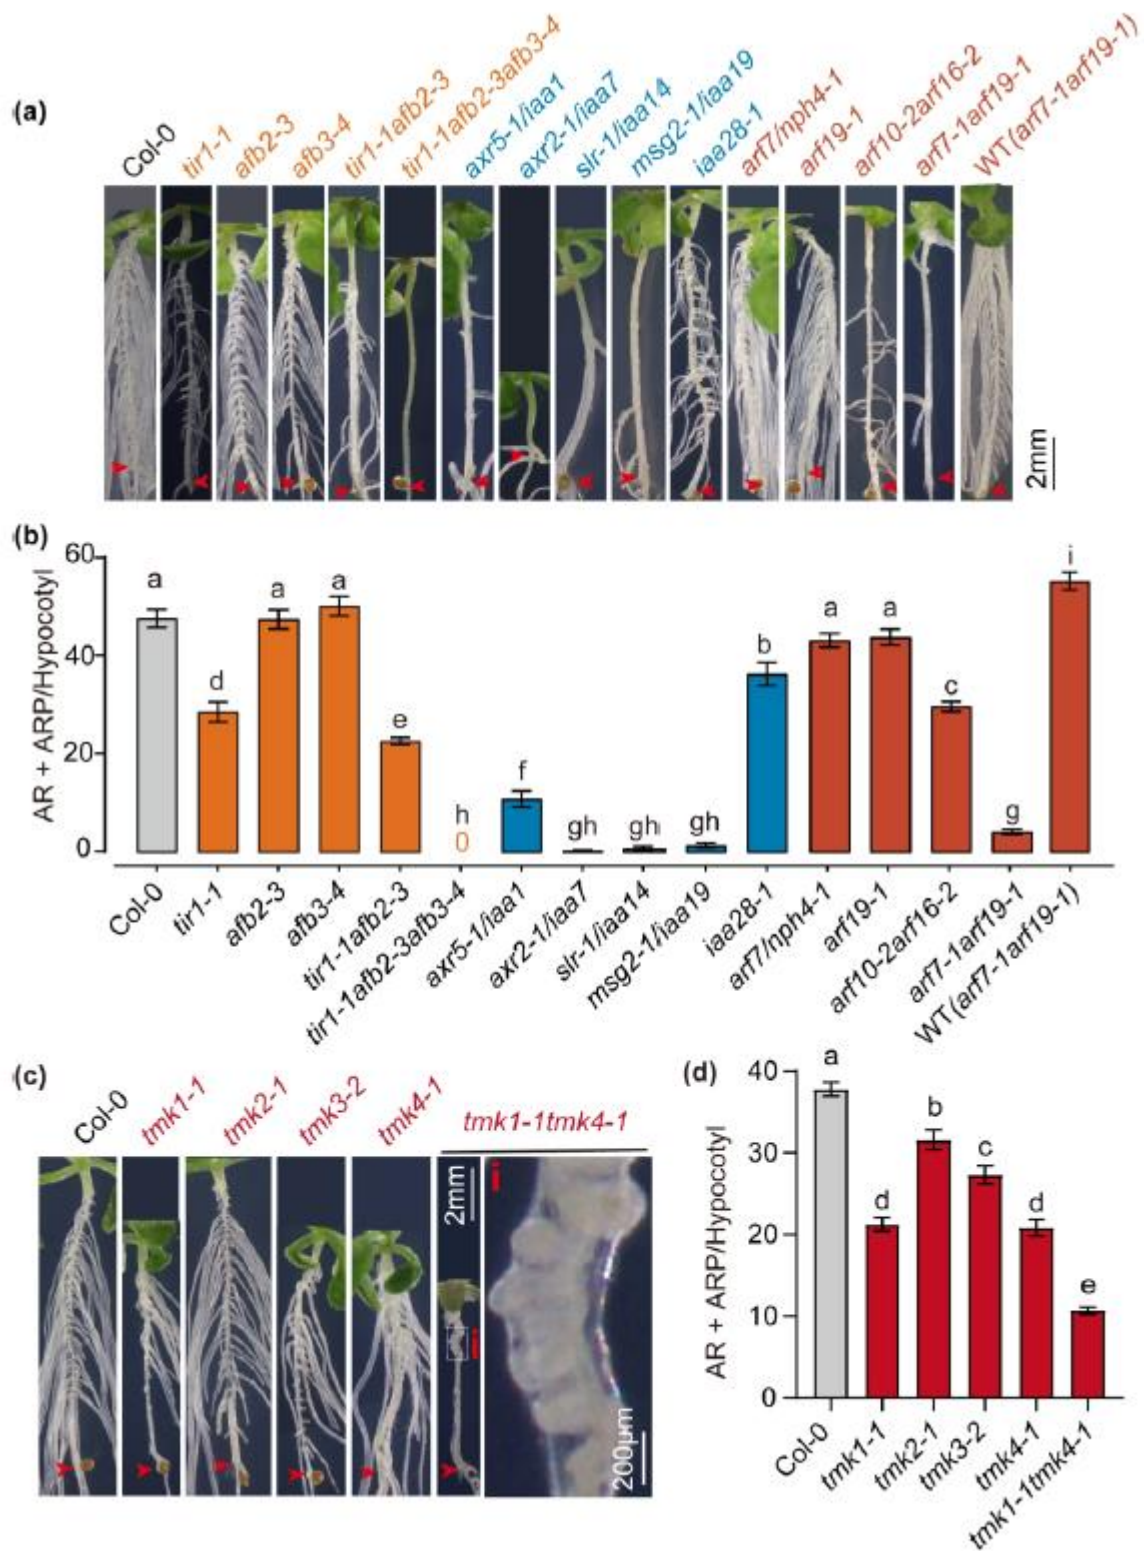 (a)
Col-0
tir1-1
afb2-3
afb3-4
tir1-1afb2-3
tir1-1afb2-3afb3-4
axr5-1/iaa1
axr2-1/iaa7
slr-1/iaa14
msg2-1/iaa19
iaa28-1
arf7/nph4-1
arf19-1
arf10-2arf16-2
arf7-1arf19-1
WT(arf7-1arf19-1)
2mm
(b)
AR + ARP/Hypocotyl
60
40
20
0
a
d
a
a
e
h
0
f
gh
gh
gh
b
a
a
c
g
i
Col-0
tir1-1
afb2-3
afb3-4
tir1-1afb2-3
tir1-1afb2-3afb3-4
axr5-1/iaa1
axr2-1/iaa7
slr-1/iaa14
msg2-1/iaa19
iaa28-1
arf7/nph4-1
arf19-1
arf10-2arf16-2
arf7-1arf19-1
WT(arf7-1arf19-1)
(c)
Col-0
tmk1-1
tmk2-1
tmk3-2
tmk4-1
tmk1-1tmk4-1
2mm
i
i
200µm
(d)
AR + ARP/Hypocotyl
40
30
20
10
0
a
d
b
c
d
e
Col-0
tmk1-1
tmk2-1
tmk3-2
tmk4-1
tmk1-1tmk4-1